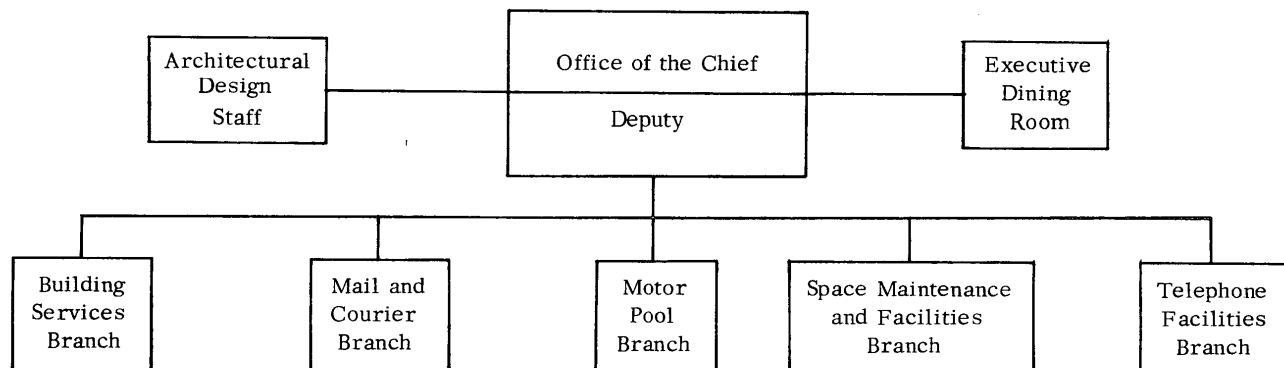 Architectural
Design
Staff
Office of the Chief
Deputy
Executive
Dining
Room
Building
Services
Branch
Mail and
Courier
Branch
Motor
Pool
Branch
Space Maintenance
and Facilities
Branch
Telephone
Facilities
Branch